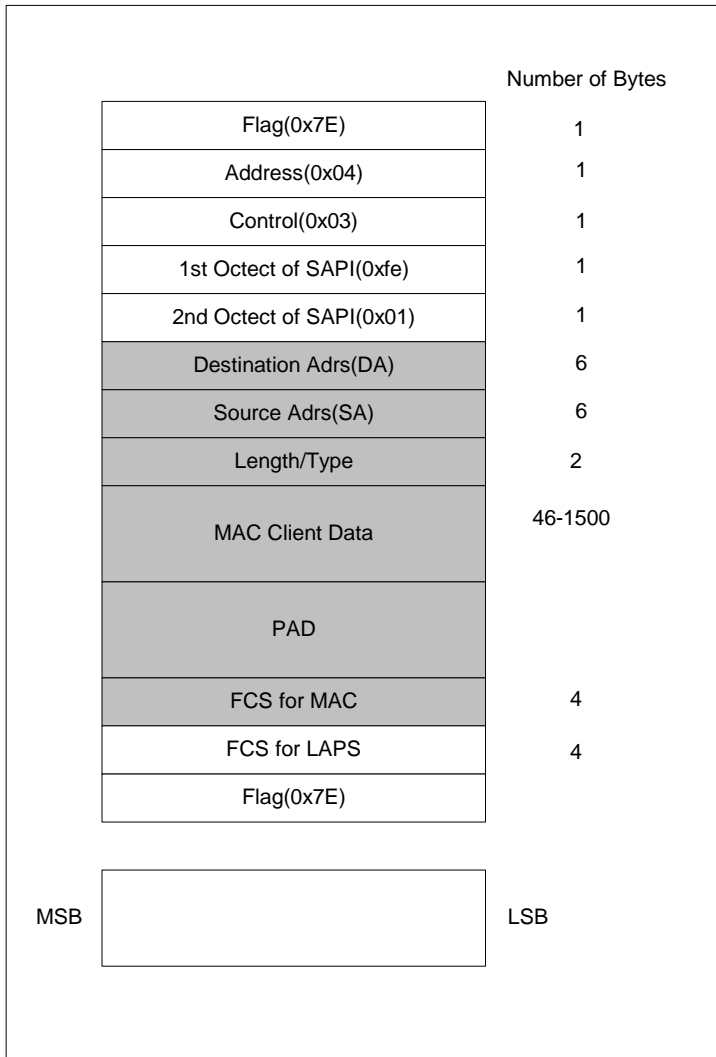 Number of Bytes
Flag(0x7E) 1
Address(0x04) 1
Control(0x03) 1
1st Octect of SAPI(0xfe) 1
2nd Octect of SAPI(0x01) 1
Destination Adrs(DA) 6
Source Adrs(SA) 6
Length/Type 2
MAC Client Data 46-1500
PAD
FCS for MAC 4
FCS for LAPS 4
Flag(0x7E)
MSB LSB